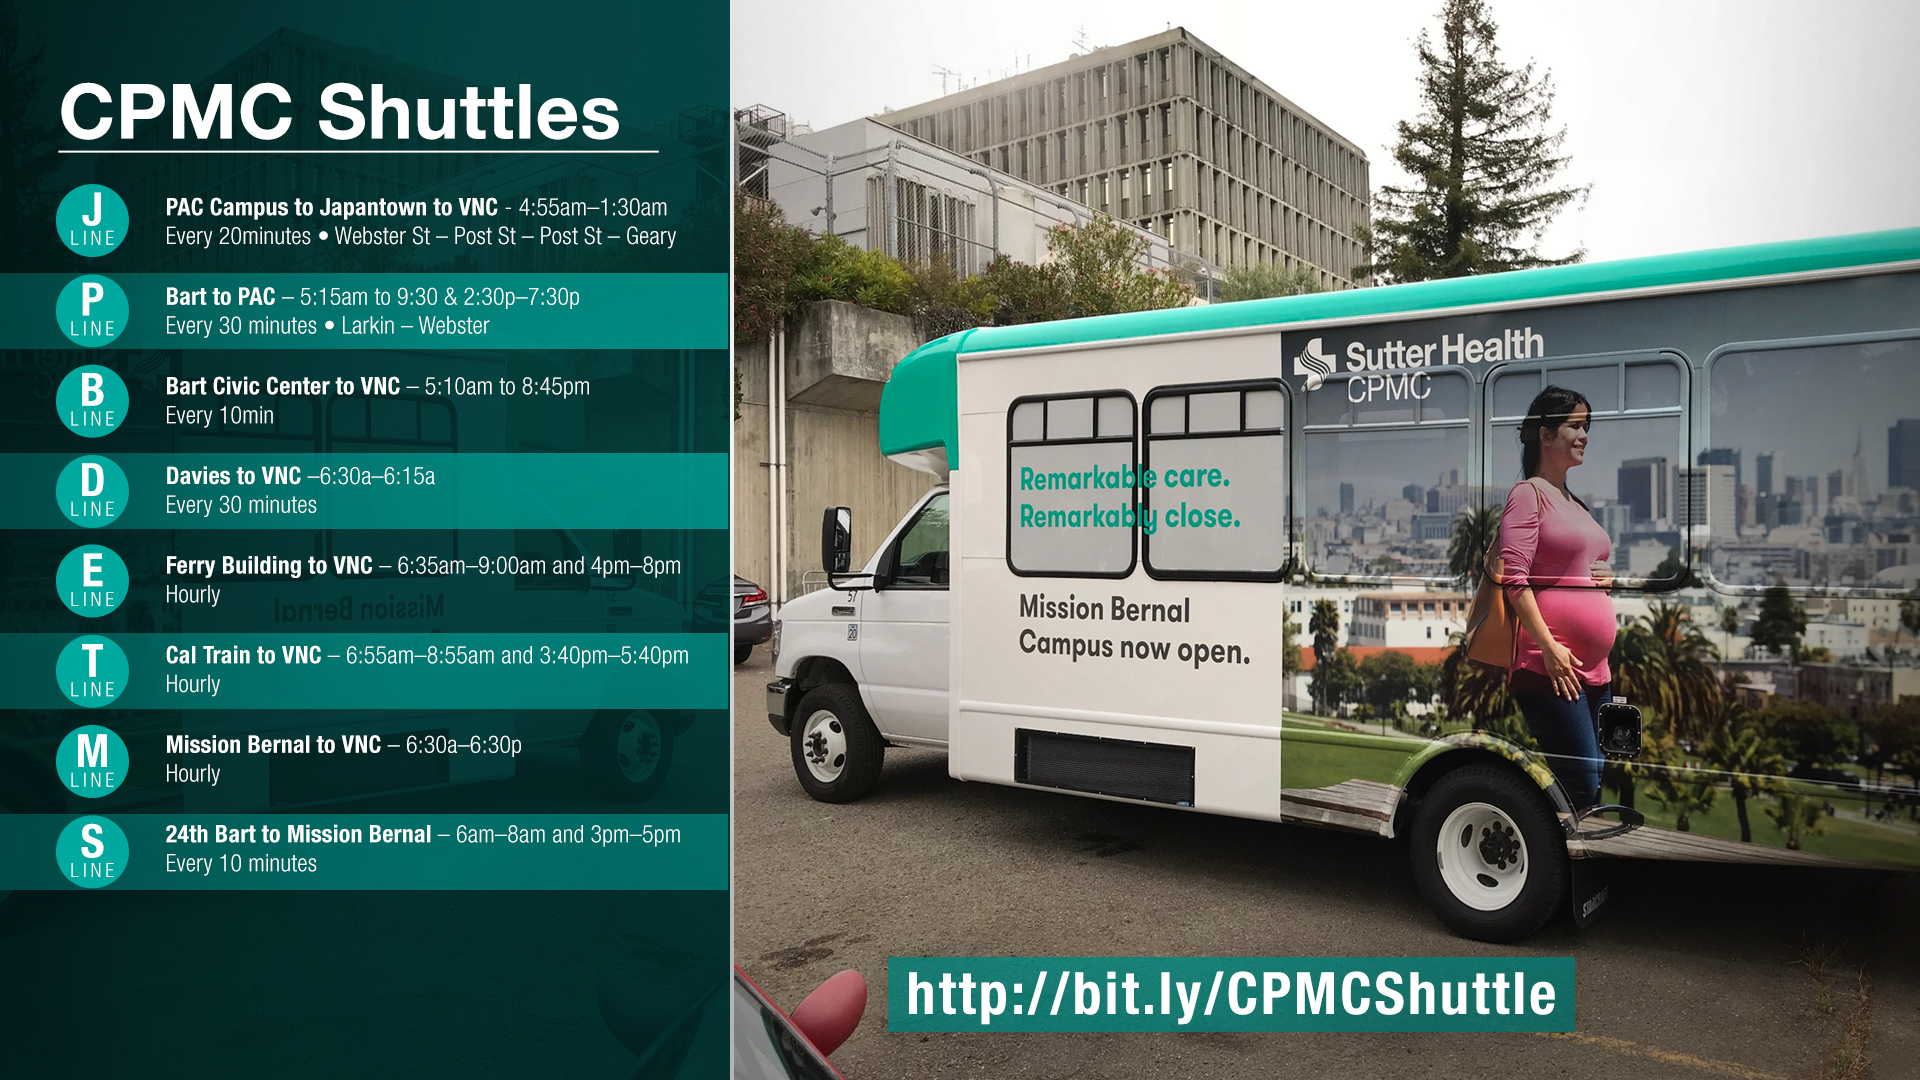 CPMC Shuttles
J
LINE
PAC Campus to Japantown to VNC - 4:55am–1:30am
Every 20minutes • Webster St – Post St – Post St – Geary
P
LINE
Bart to PAC – 5:15am to 9:30 & 2:30p–7:30p
Every 30 minutes • Larkin – Webster
B
LINE
Bart Civic Center to VNC – 5:10am to 8:45pm
Every 10min
D
LINE
Davies to VNC –6:30a–6:15a
Every 30 minutes
E
LINE
Ferry Building to VNC – 6:35am–9:00am and 4pm–8pm
Hourly
T
LINE
Cal Train to VNC – 6:55am–8:55am and 3:40pm–5:40pm
Hourly
M
LINE
Mission Bernal to VNC – 6:30a–6:30p
Hourly
S
LINE
24th Bart to Mission Bernal – 6am–8am and 3pm–5pm
Every 10 minutes
Sutter Health
CPMC
Remarkable care.
Remarkably close.
57
20
Mission Bernal
Campus now open.
http://bit.ly/CPMCShuttle